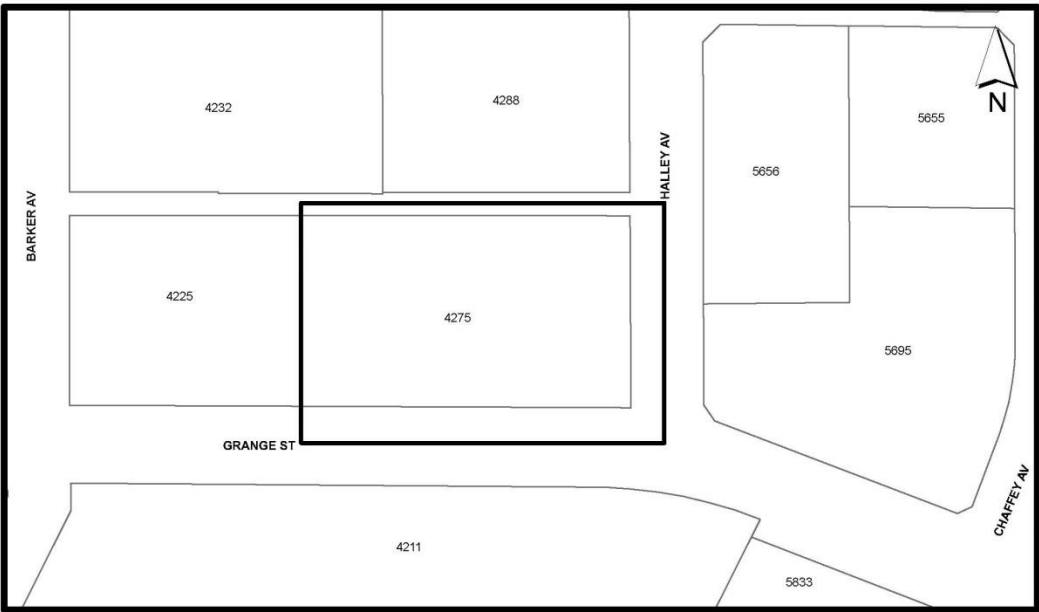 4232
4288
5655
N
HALLEY AV
5656
BARKER AV
4225
4275
5695
GRANGE ST
CHAFFEY AV
4211
5833